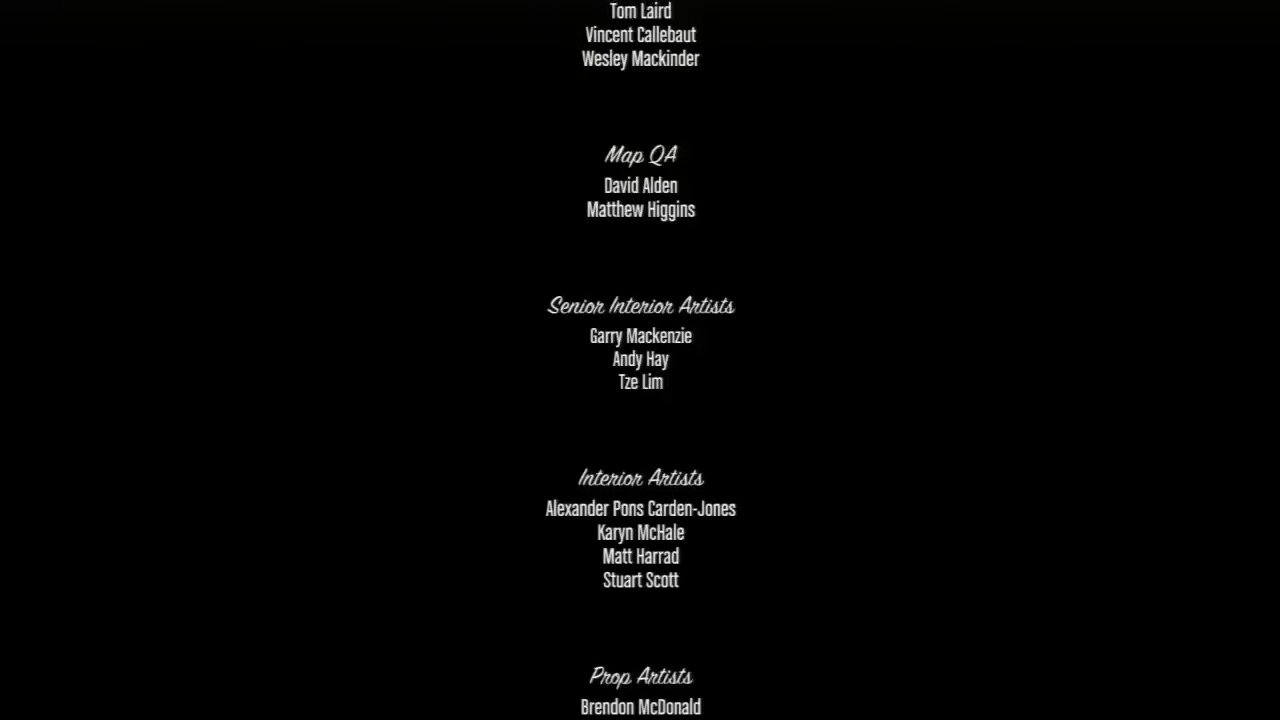 Tom Laird
Vincent Callebaut
Wesley Mackinder
Map QA
David Alden
Matthew Higgins
Senior Interior Artists
Garry Mackenzie
Andy Hay
Tze Lim
Interior Artists
Alexander Pons Carden-Jones
Karyn McHale
Matt Harrad
Stuart Scott
Prop Artists
Brendon McDonald